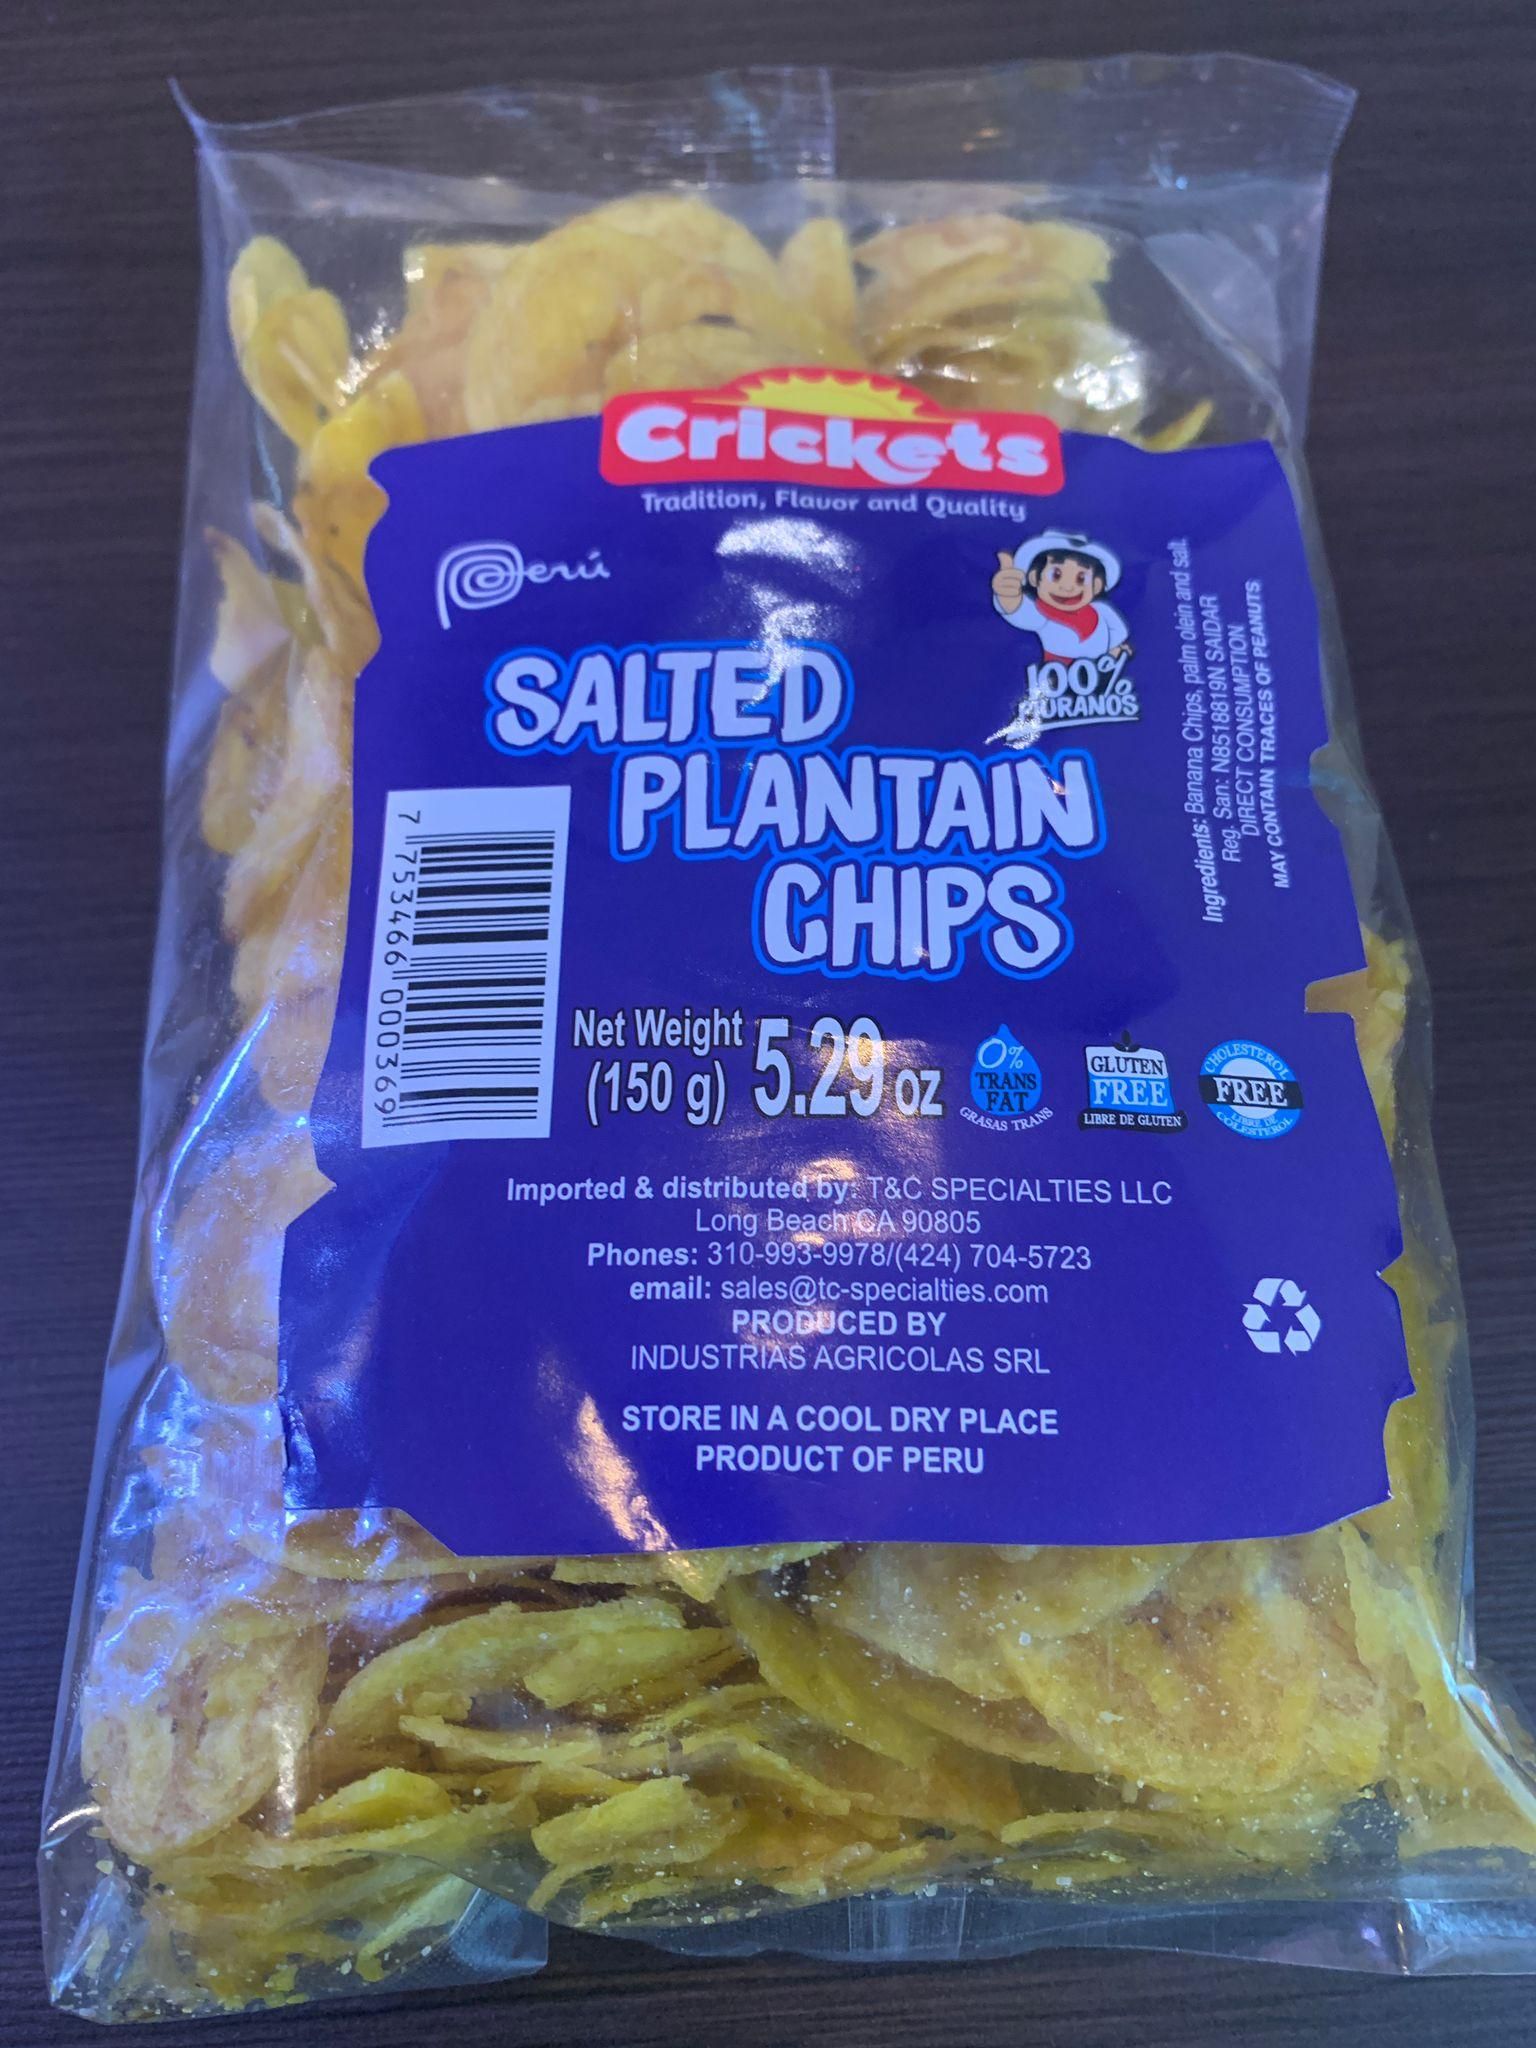 Crickets
Tradition, Flavor and Quality
Perú
100%
PIURANOS
SALTED
PLANTAIN
CHIPS
Ingredients: Banana Chips, palm olein and salt.
Reg. San: N8518819N SAIDAR
DIRECT CONSUMPTION
MAY CONTAIN TRACES OF PEANUTS
7 753466 000369
Net Weight
(150 g)
5.29 oz
0%
TRANS
FAT
GRASAS TRANS
GLUTEN
FREE
LIBRE DE GLUTEN
CHOLESTEROL
FREE
LIBRE DE
COLESTEROL
Imported & distributed by: T&C SPECIALTIES LLC
Long Beach CA 90805
Phones: 310-993-9978/(424) 704-5723
email: sales@tc-specialties.com
PRODUCED BY
INDUSTRIAS AGRICOLAS SRL
STORE IN A COOL DRY PLACE
PRODUCT OF PERU